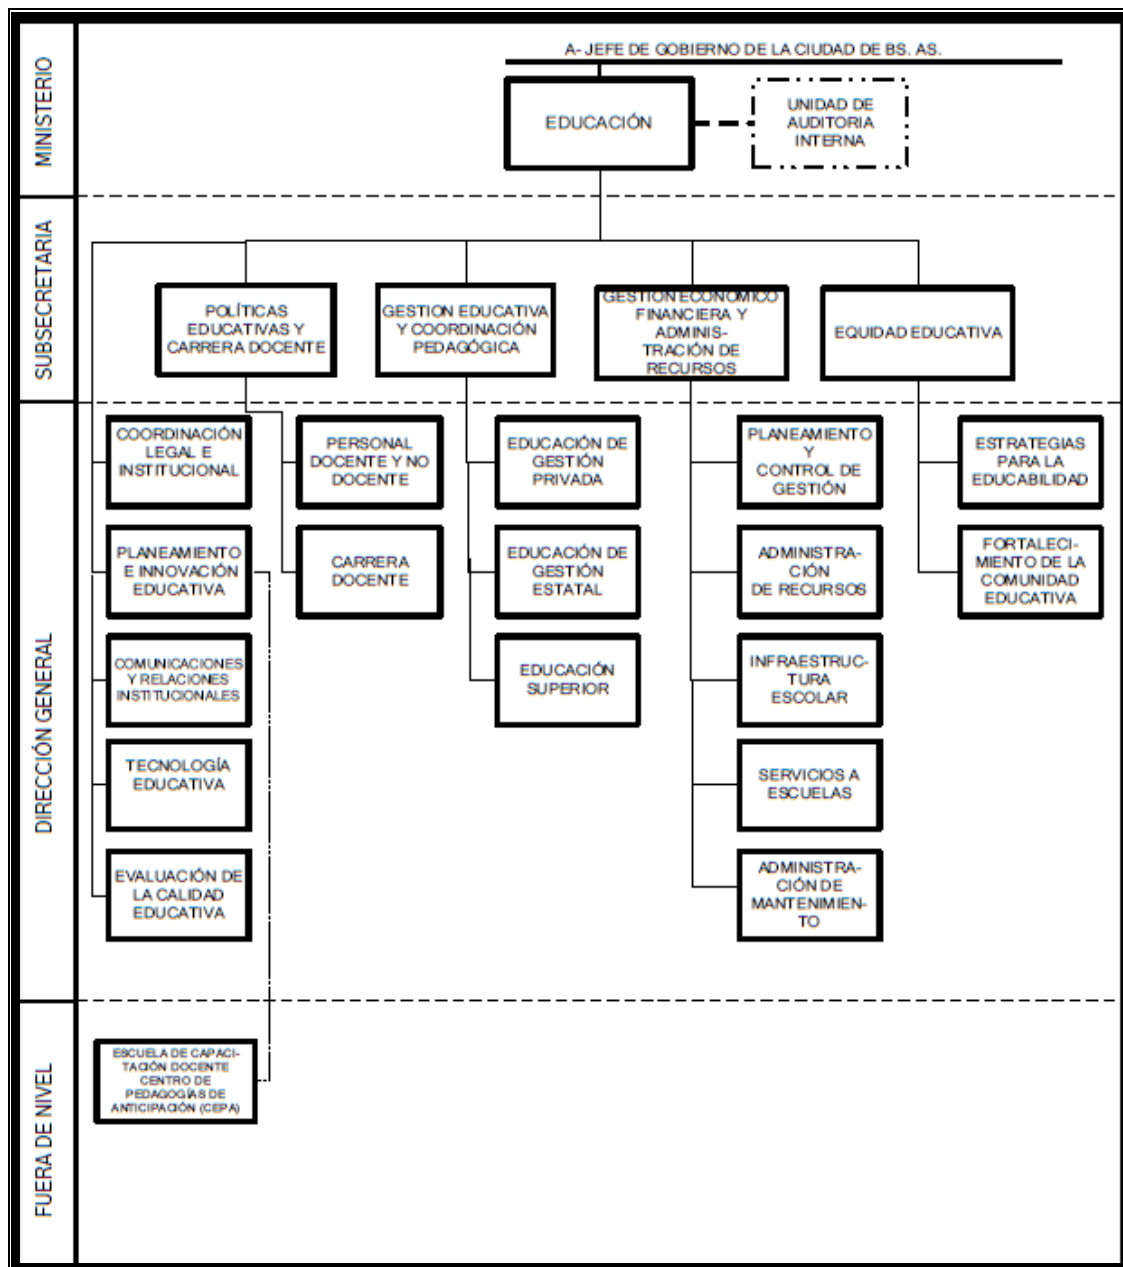 MINISTERIO
A- JEFE DE GOBIERNO DE LA CIUDAD DE BS. AS.
EDUCACIÓN
UNIDAD DE
AUDITORIA
INTERNA
SUBSECRETARIA
POLÍTICAS
EDUCATIVAS Y
CARRERA DOCENTE
GESTION EDUCATIVA
Y COORDINACIÓN
PEDAGÓGICA
GESTION ECONOMICO
FINANCIERA Y
ADMINIS-
TRACIÓN DE
RECURSOS
EQUIDAD EDUCATIVA
DIRECCIÓN GENERAL
COORDINACIÓN
LEGAL E
INSTITUCIONAL
PERSONAL
DOCENTE Y NO
DOCENTE
EDUCACIÓN DE
GESTIÓN
PRIVADA
PLANEAMIENTO
Y
CONTROL DE
GESTIÓN
ESTRATEGIAS
PARA LA
EDUCABILIDAD
PLANEAMIENTO
E INNOVACIÓN
EDUCATIVA
CARRERA
DOCENTE
EDUCACIÓN DE
GESTIÓN
ESTATAL
ADMINISTRA-
CIÓN
DE RECURSOS
FORTALECI-
MIENTO DE LA
COMUNIDAD
EDUCATIVA
COMUNICACIONES
Y RELACIONES
INSTITUCIONALES
EDUCACIÓN
SUPERIOR
INFRAESTRUC-
TURA
ESCOLAR
TECNOLOGÍA
EDUCATIVA
SERVICIOS A
ESCUELAS
EVALUACIÓN DE
LA CALIDAD
EDUCATIVA
ADMINISTRA-
CIÓN DE
MANTENIMIEN-
TO
FUERA DE NIVEL
ESCUELA DE CAPACI-
TACIÓN DOCENTE
CENTRO DE
PEDAGOGÍAS DE
ANTICIPACIÓN (CEPA)